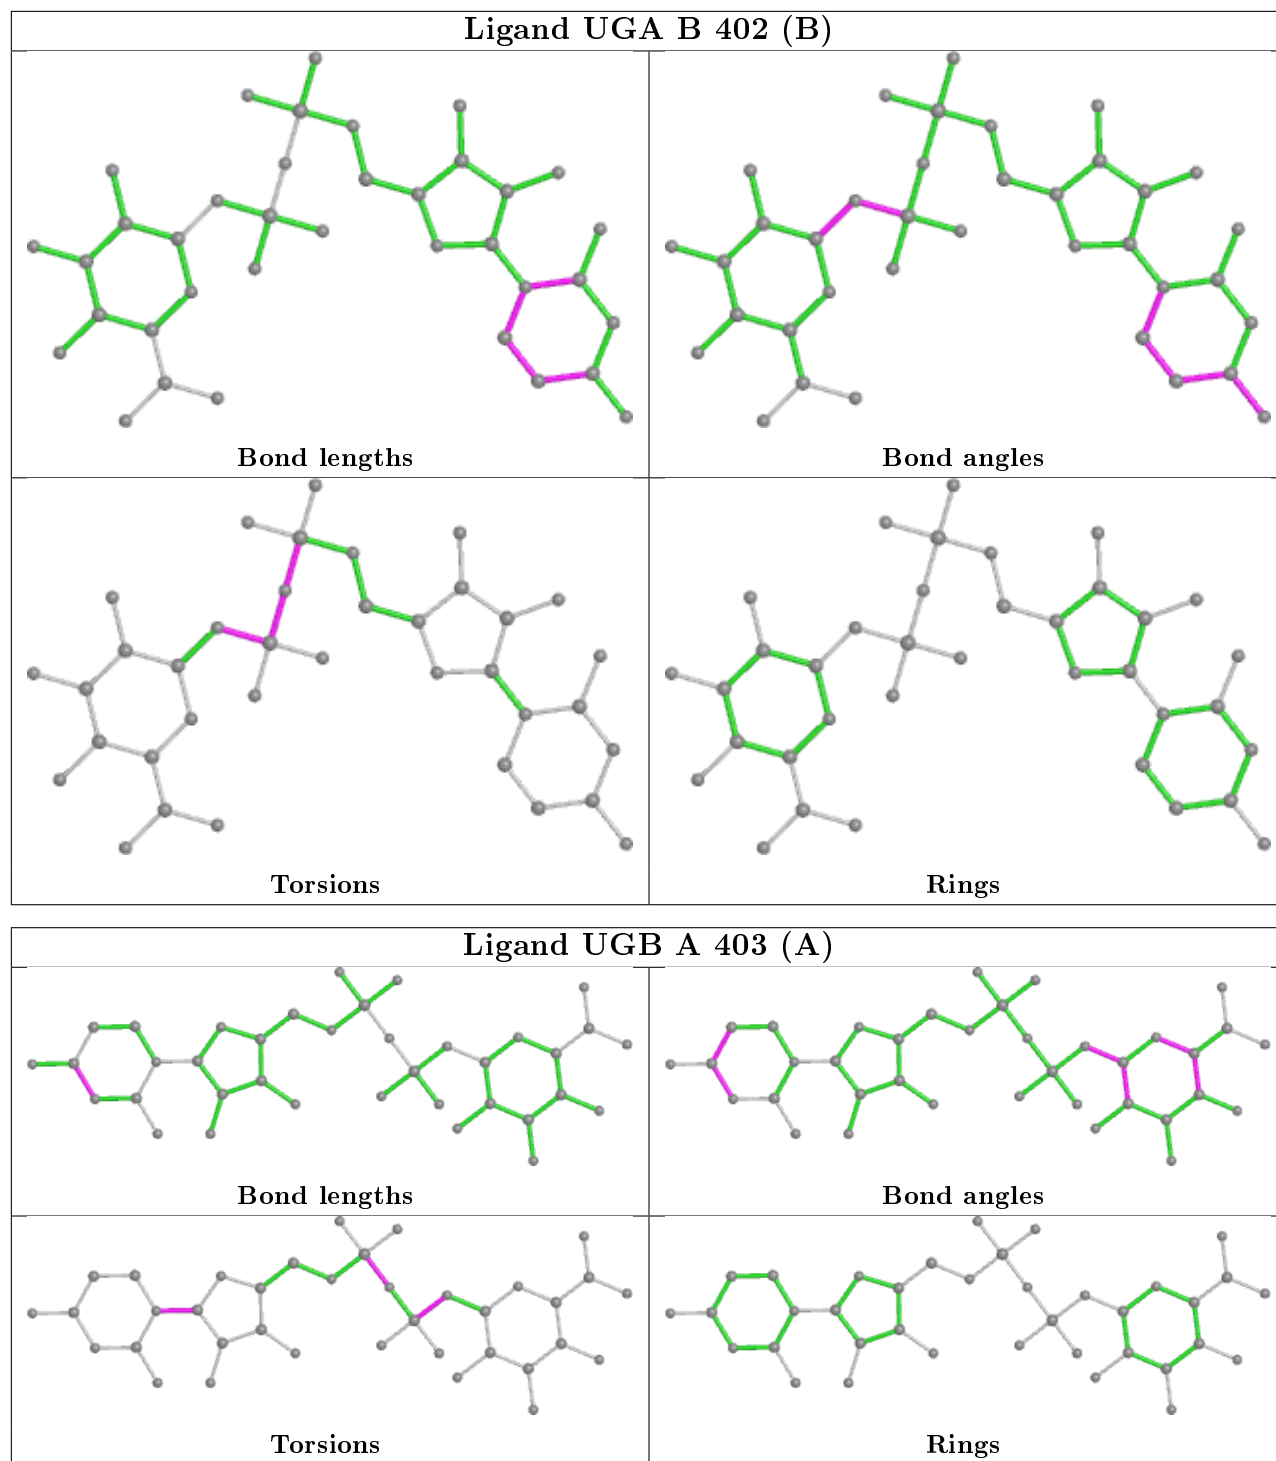 Ligand UGA B 402 (B)
Bond lengths
Bond angles
Torsions
Rings
Ligand UGB A 403 (A)
Bond lengths
Bond angles
Torsions
Rings